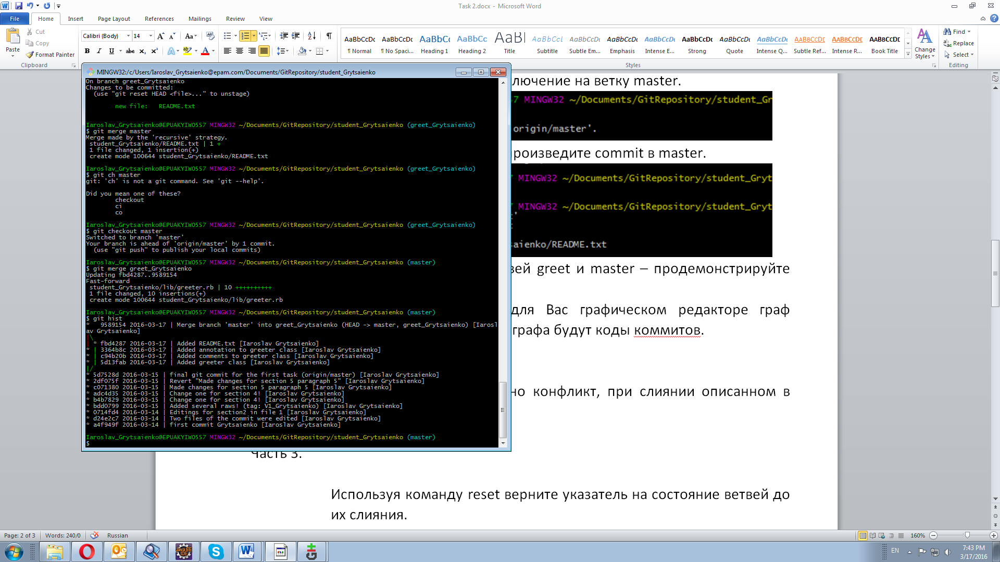 Task 2.docx - Microsoft Word
File Home Insert Page Layout References Mailings Review View
Paste
Cut
Copy
Format Painter
Clipboard
Calibri (Body) 14
AaBbCcDc AaBbCcDc AaBbCc AaBbCc AaBl AaBbCcL AaBbCcDc AaBbCcDc AaBbCcDc AaBbCcDc AaBbCcDc AaBbCcDc AABBCCDE AABBCCDE AABBCCDE
¶ Normal ¶ No Spaci... Heading 1 Heading 2 Title Subtitle Subtle Em... Emphasis Intense E... Strong Quote Intense Q... Subtle Ref... Intense R... Book Title
Styles
Change Styles
Find
Replace
Select
Editing
MINGW32:/c/Users/Iaroslav_Grytsaienko@epam.com/Documents/GitRepository/student_Grytsaienko
On branch greet_Grytsaienko
Changes to be committed:
(use "git reset HEAD <file>..." to unstage)
new file: README.txt
Iaroslav_Grytsaienko@EPUAKYIW0557 MINGW32 ~/Documents/GitRepository/student_Grytsaienko (greet_Grytsaienko)
$ git merge master
Merge made by the 'recursive' strategy.
student_Grytsaienko/README.txt | 1 +
1 file changed, 1 insertion(+)
create mode 100644 student_Grytsaienko/README.txt
Iaroslav_Grytsaienko@EPUAKYIW0557 MINGW32 ~/Documents/GitRepository/student_Grytsaienko (greet_Grytsaienko)
$ git ch master
git: 'ch' is not a git command. See 'git --help'.
Did you mean one of these?
checkout
ci
co
Iaroslav_Grytsaienko@EPUAKYIW0557 MINGW32 ~/Documents/GitRepository/student_Grytsaienko (greet_Grytsaienko)
$ git checkout master
Switched to branch 'master'
Your branch is ahead of 'origin/master' by 1 commit.
(use "git push" to publish your local commits)
Iaroslav_Grytsaienko@EPUAKYIW0557 MINGW32 ~/Documents/GitRepository/student_Grytsaienko (master)
$ git merge greet_Grytsaienko
Updating fbd4287..9589154
Fast-forward
student_Grytsaienko/lib/greeter.rb | 10 ++++++++++
1 file changed, 10 insertions(+)
create mode 100644 student_Grytsaienko/lib/greeter.rb
Iaroslav_Grytsaienko@EPUAKYIW0557 MINGW32 ~/Documents/GitRepository/student_Grytsaienko (master)
$ git hist
*   9589154 2016-03-17 | Merge branch 'master' into greet_Grytsaienko (HEAD -> master, greet_Grytsaienko) [Iarosl
av Grytsaienko]
|\
| * fbd4287 2016-03-17 | Added README.txt [Iaroslav Grytsaienko]
* | 3364b8c 2016-03-17 | Added annotation to greeter class [Iaroslav Grytsaienko]
* | c94b20b 2016-03-17 | Added comments to greeter class [Iaroslav Grytsaienko]
* | 5d13fab 2016-03-17 | Added greeter class [Iaroslav Grytsaienko]
|/
* 5d7528d 2016-03-15 | final git commit for the first task (origin/master) [Iaroslav Grytsaienko]
* 2df075f 2016-03-15 | Revert "Made changes for section 5 paragraph 5" [Iaroslav Grytsaienko]
* c071380 2016-03-15 | Made changes for section 5 paragraph 5 [Iaroslav Grytsaienko]
* adc4d35 2016-03-15 | Change one for section 4! [Iaroslav Grytsaienko]
* b4b7829 2016-03-15 | Change one for section 4! [Iaroslav Grytsaienko]
* bdd0799 2016-03-15 | Added several raws! (tag: V1_Grytsaienko) [Iaroslav Grytsaienko]
* 0714fd4 2016-03-14 | Editings for section2 in file 1 [Iaroslav Grytsaienko]
* d24e2c7 2016-03-14 | Two files of the commit were edited [Iaroslav Grytsaienko]
* a4f949f 2016-03-14 | first commit Grytsaienko [Iaroslav Grytsaienko]
Iaroslav_Grytsaienko@EPUAKYIW0557 MINGW32 ~/Documents/GitRepository/student_Grytsaienko (master)
$
лючение на ветку master.
7 MINGW32 ~/Documents/GitRepository/student_Gr
origin/master'.
произведите commit в master.
MINGW32 ~/Documents/GitRepository/student_Gryt
MINGW32 ~/Documents/GitRepository/student_Gryt
saienko/README.txt
вей greet и master – продемонстрируйте
для Вас графическом редакторе граф
графа будут коды коммитов.
но конфликт, при слиянии описанном в
Часть 3.
Используя команду reset верните указатель на состояние ветвей до
их слияния.
Page: 2 of 3 Words: 240/0 Russian 160%
EN 7:43 PM
3/17/2016